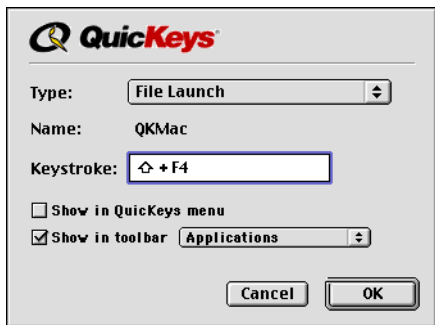 QuicKeys
Type: File Launch
Name: QKMac
Keystroke: ⇧ + F4
Show in QuicKeys menu
Show in toolbar Applications
Cancel OK